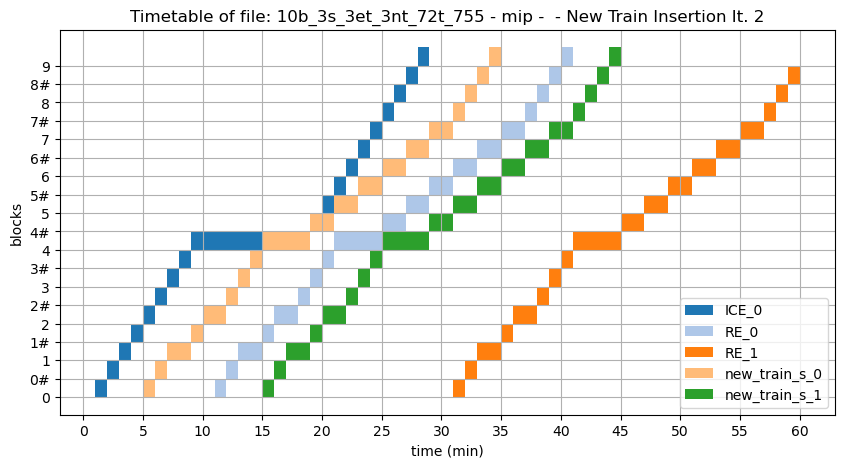 Timetable of file: 10b_3s_3et_3nt_72t_755 - mip -  - New Train Insertion It. 2
blocks
9
8#
8
7#
7
6#
6
5#
5
4#
4
3#
3
2#
2
1#
1
0#
0
0 5 10 15 20 25 30 35 40 45 50 55 60
time (min)
ICE_0
RE_0
RE_1
new_train_s_0
new_train_s_1